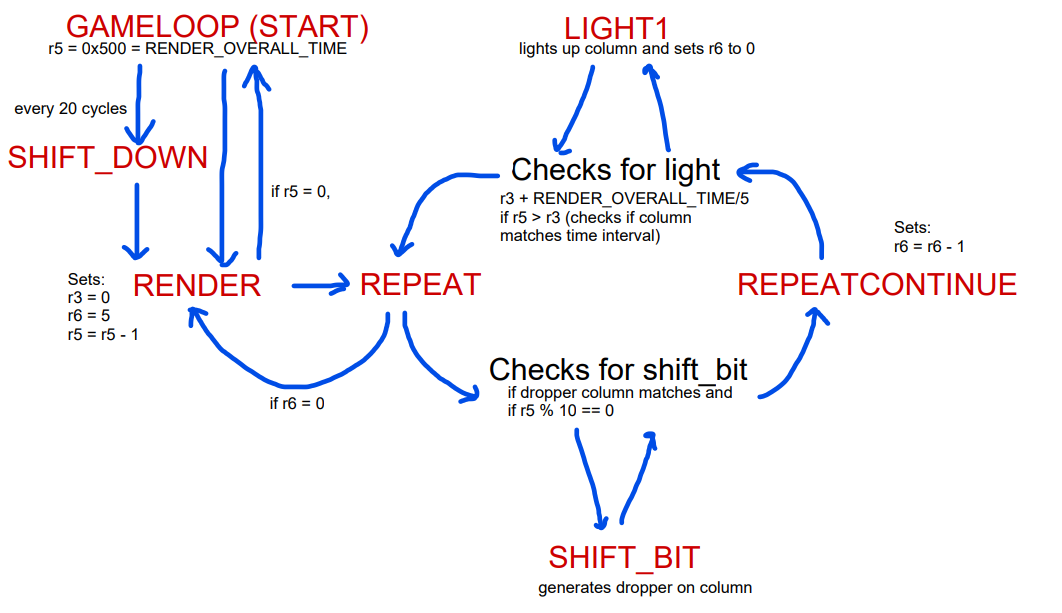 GAMELOOP (START)
r5 = 0x500 = RENDER_OVERALL_TIME
every 20 cycles
SHIFT_DOWN
if r5 = 0,
Sets:
r3 = 0
r6 = 5
r5 = r5 - 1
RENDER
REPEAT
if r6 = 0
LIGHT1
lights up column and sets r6 to 0
Checks for light
r3 + RENDER_OVERALL_TIME/5
if r5 > r3 (checks if column
matches time interval)
Sets:
r6 = r6 - 1
REPEATCONTINUE
Checks for shift_bit
if dropper column matches and
if r5 % 10 == 0
SHIFT_BIT
generates dropper on column